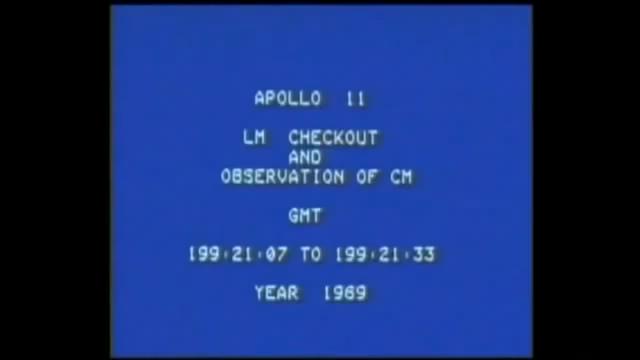 APOLLO 11
LM CHECKOUT
AND
OBSERVATION OF CM
GMT
199:21:07 TO 199:21:33
YEAR 1969